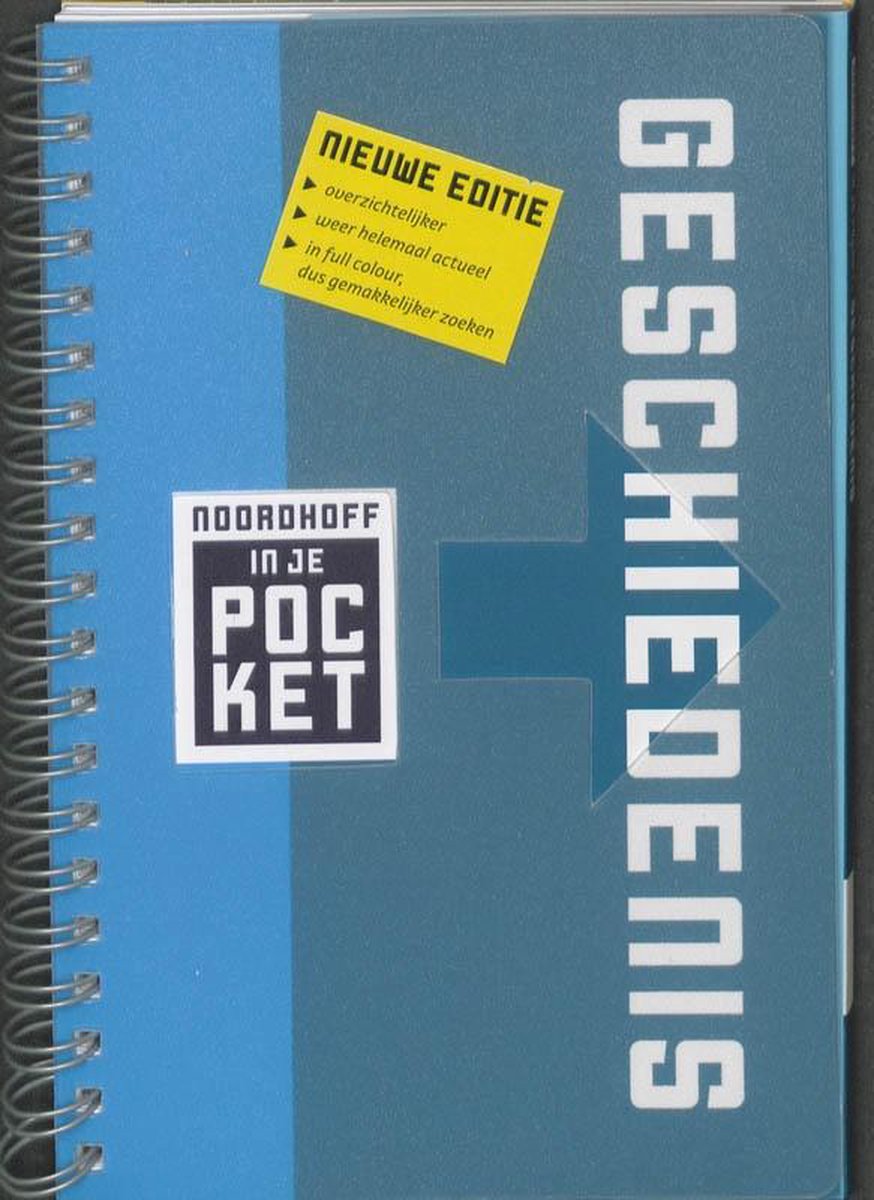 NIEUWE EDITIE
overzichtelijker
weer helemaal actueel
in full colour,
dus gemakkelijker zoeken
GESCHIEDENIS
NOORDHOFF
IN JE
POC
KET